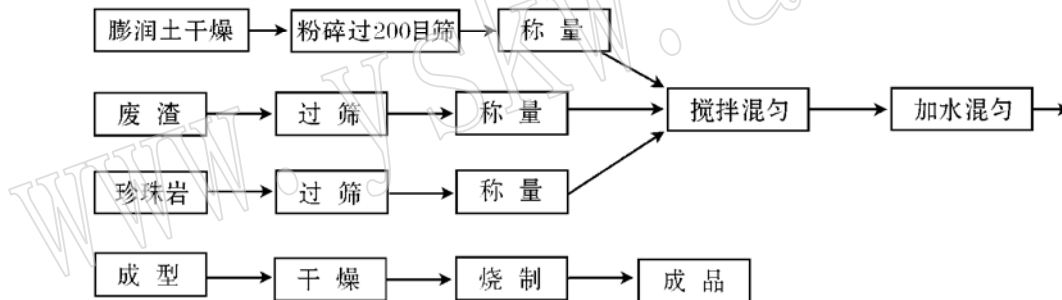 膨润土干燥 粉碎过200目筛 称量
废渣 过筛 称量 搅拌混匀 加水混匀
珍珠岩 过筛 称量
成型 干燥 烧制 成品
www.yskw.